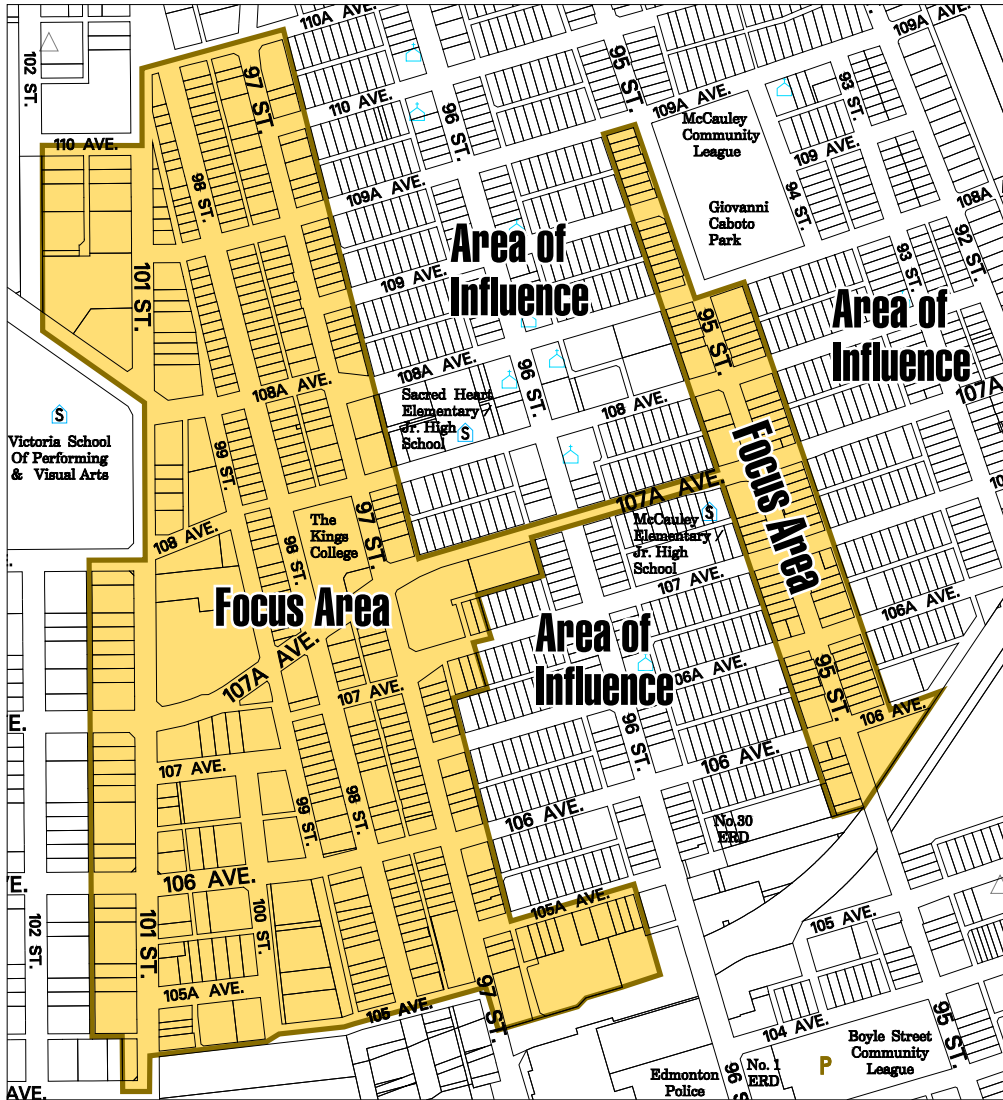 110A AVE.
109A AVE.
102 ST.
97 ST.
95 ST.
93 ST.
110 AVE.
96 ST.
109A AVE.
McCauley
Community
League
110 AVE.
109 AVE.
98 ST.
109A AVE.
94 ST.
108A
Giovanni
Caboto
Park
92 ST.
93 ST.
Area of
Influence
101 ST.
109 AVE.
95 ST.
Area of
Influence
108A AVE.
108A AVE.
96 ST.
107A
Sacred Heart
Elementary /
Jr. High
School
S
108 AVE.
S
Victoria School
Of Performing
& Visual Arts
99 ST.
Focus Area
107A AVE.
S
108 AVE.
The
Kings
College
97 ST.
98 ST.
McCauley
Elementary /
Jr. High
School
107 AVE.
Focus Area
106A AVE.
Area of
Influence
107A AVE.
107 AVE.
06A AVE.
95 ST.
106 AVE.
E.
96 ST.
107 AVE.
106 AVE.
99 ST.
98 ST.
106 AVE.
No.30
ERD
106 AVE.
/E.
102 ST.
101 ST.
100 ST.
105A AVE.
105 AVE.
105A AVE.
105 AVE.
97 ST.
95 ST.
104 AVE.
Boyle Street
Community
League
P
No. 1
ERD
96 S
Edmonton
Police
AVE.